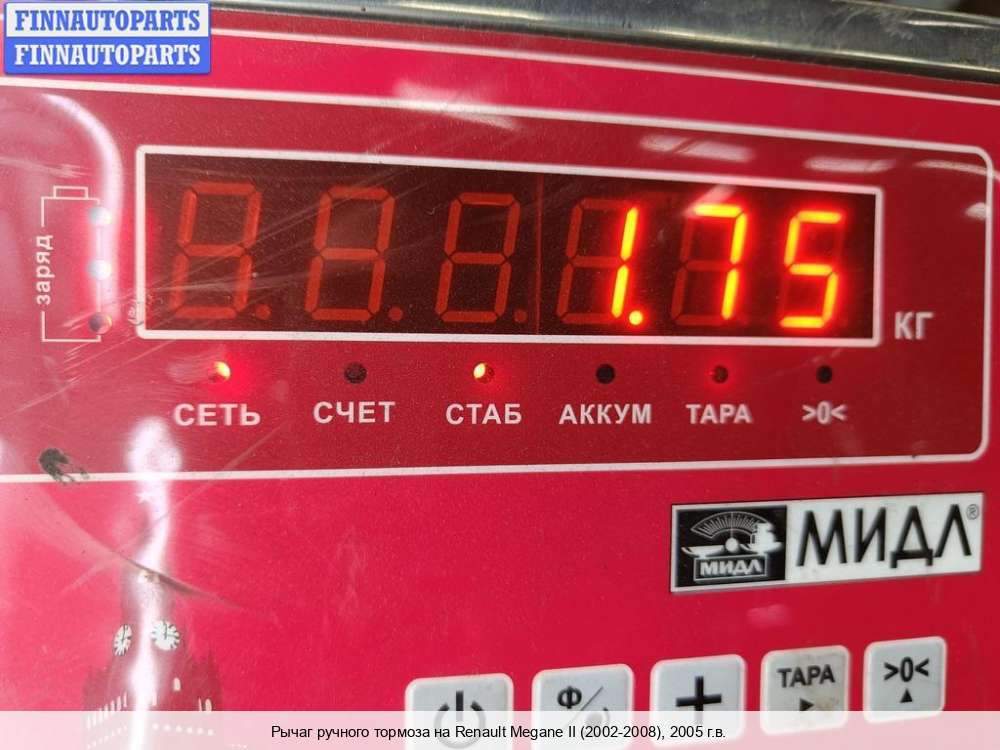 FINNAUTOPARTS
FINNAUTOPARTS
заряд
1.75
КГ
СЕТЬ СЧЕТ СТАБ АККУМ ТАРА >0<
МИДЛ МИДЛ®
Ф + ТАРА >0<
Рычаг ручного тормоза на Renault Megane II (2002-2008), 2005 г.в.